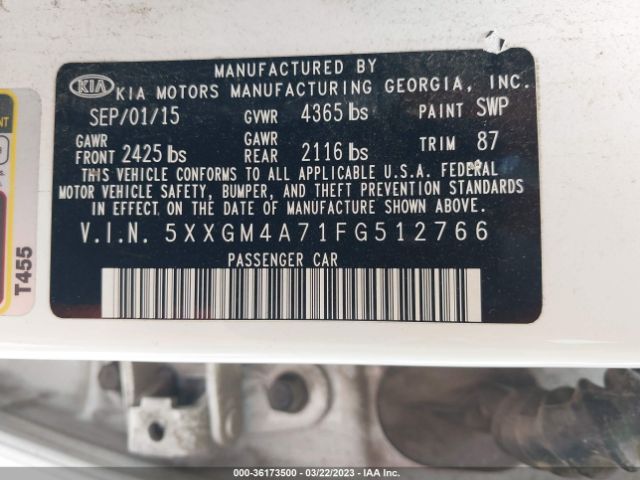 MANUFACTURED BY
KIA KIA MOTORS MANUFACTURING GEORGIA, INC.
SEP/01/15 GVWR 4365 lbs PAINT SWP
GAWR FRONT 2425 lbs GAWR REAR 2116 lbs TRIM 87
THIS VEHICLE CONFORMS TO ALL APPLICABLE U.S.A. FEDERAL
MOTOR VEHICLE SAFETY, BUMPER, AND THEFT PREVENTION STANDARDS
IN EFFECT ON THE DATE OF MANUFACTURE SHOWN ABOVE.
V.I.N. 5XXGM4A71FG512766
PASSENGER CAR
T455
000-36173500 / 03/22/2023 / IAA Inc.